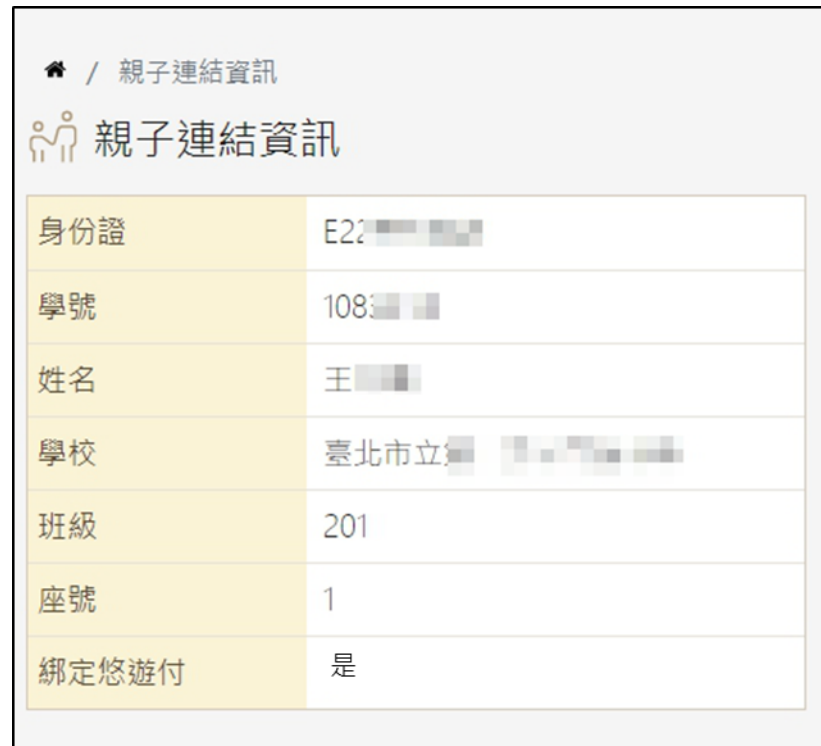 / 親子連結資訊
親子連結資訊
身份證 E22
學號 108
姓名 王
學校 臺北市立
班級 201
座號 1
綁定悠遊付 是